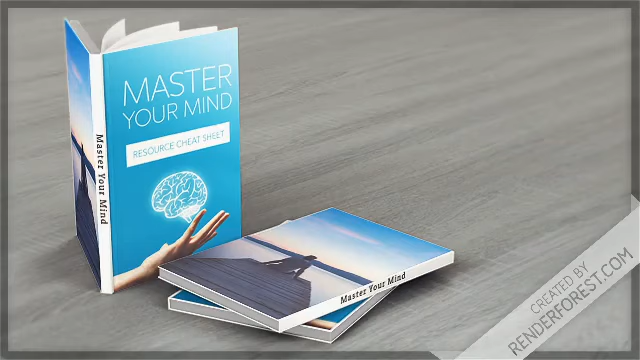 MASTER
YOUR MIND
RESOURCE CHEAT SHEET
Master Your Mind
Master Your Mind
CREATED BY
RENDERFOREST.COM